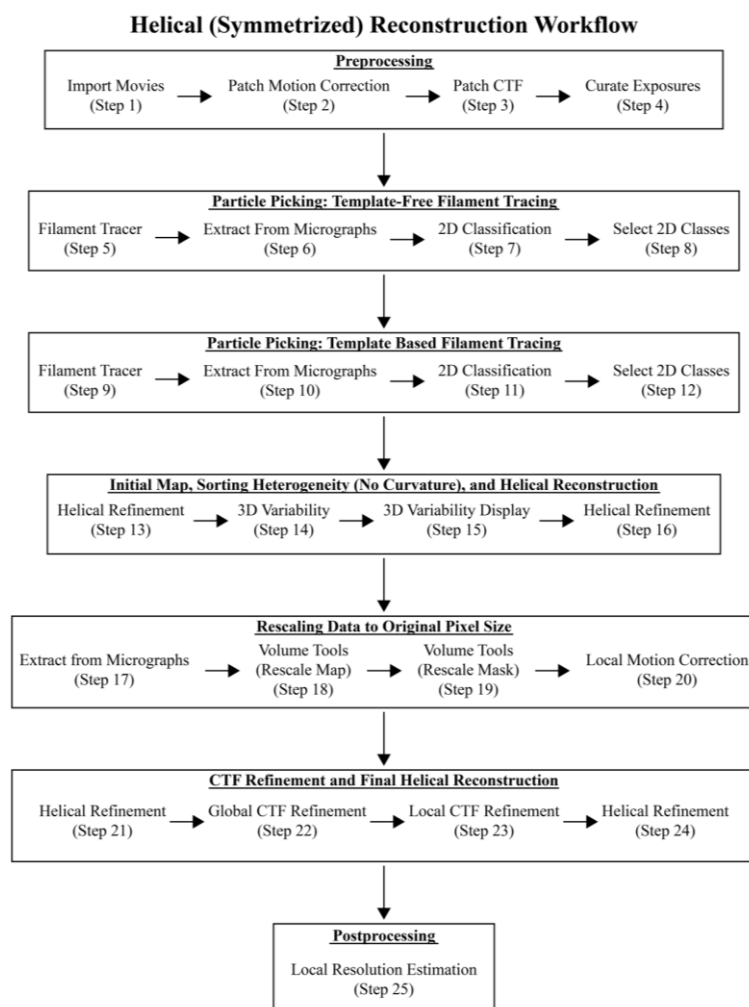 Helical (Symmetrized) Reconstruction Workflow
Preprocessing
Import Movies Patch Motion Correction Patch CTF Curate Exposures
(Step 1) (Step 2) (Step 3) (Step 4)
Particle Picking: Template-Free Filament Tracing
Filament Tracer Extract From Micrographs 2D Classification Select 2D Classes
(Step 5) (Step 6) (Step 7) (Step 8)
Particle Picking: Template Based Filament Tracing
Filament Tracer Extract From Micrographs 2D Classification Select 2D Classes
(Step 9) (Step 10) (Step 11) (Step 12)
Initial Map, Sorting Heterogeneity (No Curvature), and Helical Reconstruction
Helical Refinement 3D Variability 3D Variability Display Helical Refinement
(Step 13) (Step 14) (Step 15) (Step 16)
Rescaling Data to Original Pixel Size
Extract from Micrographs Volume Tools Volume Tools Local Motion Correction
(Step 17) (Rescale Map) (Rescale Mask) (Step 20)
(Step 18) (Step 19)
CTF Refinement and Final Helical Reconstruction
Helical Refinement Global CTF Refinement Local CTF Refinement Helical Refinement
(Step 21) (Step 22) (Step 23) (Step 24)
Postprocessing
Local Resolution Estimation
(Step 25)